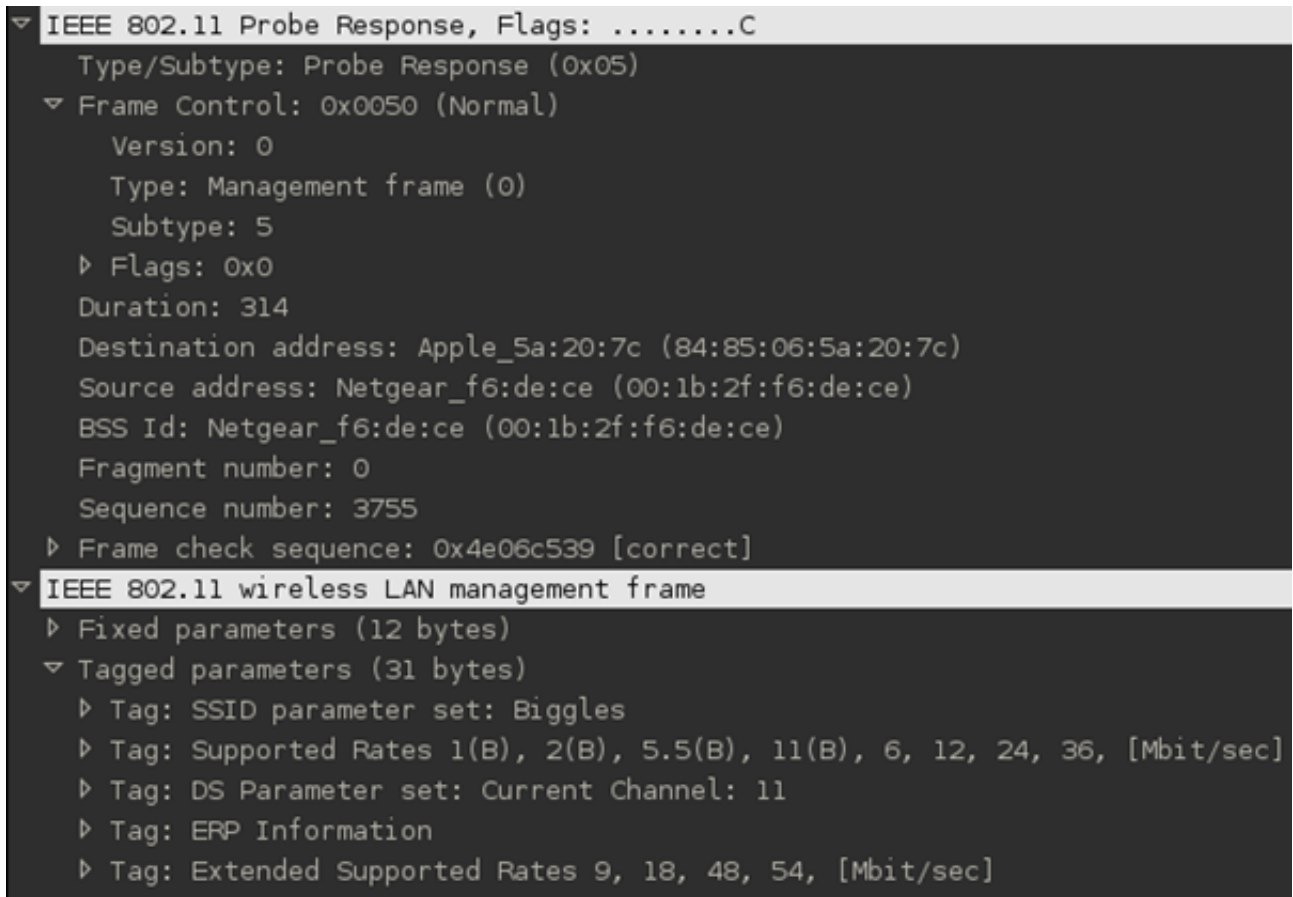 IEEE 802.11 Probe Response, Flags: ........C
Type/Subtype: Probe Response (0x05)
Frame Control: 0x0050 (Normal)
Version: 0
Type: Management frame (0)
Subtype: 5
Flags: 0x0
Duration: 314
Destination address: Apple_5a:20:7c (84:85:06:5a:20:7c)
Source address: Netgear_f6:de:ce (00:1b:2f:f6:de:ce)
BSS Id: Netgear_f6:de:ce (00:1b:2f:f6:de:ce)
Fragment number: 0
Sequence number: 3755
Frame check sequence: 0x4e06c539 [correct]
IEEE 802.11 wireless LAN management frame
Fixed parameters (12 bytes)
Tagged parameters (31 bytes)
Tag: SSID parameter set: Biggles
Tag: Supported Rates 1(B), 2(B), 5.5(B), 11(B), 6, 12, 24, 36, [Mbit/sec]
Tag: DS Parameter set: Current Channel: 11
Tag: ERP Information
Tag: Extended Supported Rates 9, 18, 48, 54, [Mbit/sec]